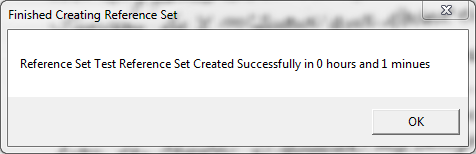 Finished Creating Reference Set
Reference Set Test Reference Set Created Successfully in 0 hours and 1 minues
OK